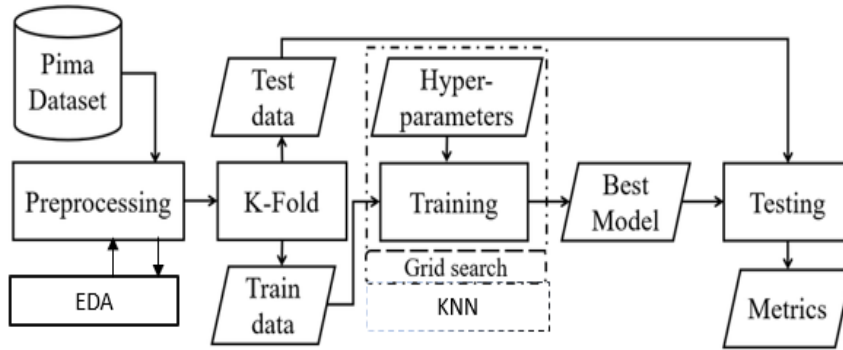 Pima
Dataset
Test
data
Hyper-
parameters
Preprocessing
K-Fold
Training
Best
Model
Testing
Grid search
EDA
Train
data
KNN
Metrics